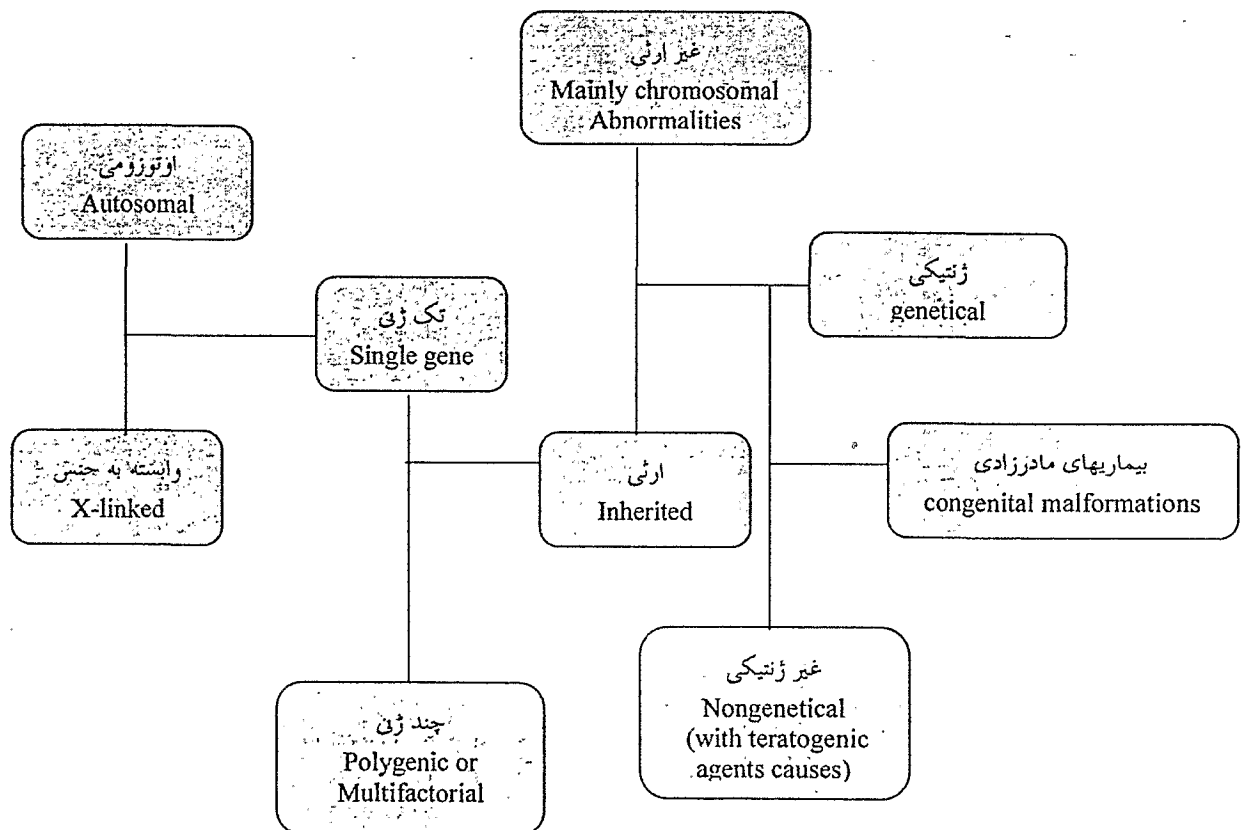 غیر ارثی
Mainly chromosomal
Abnormalities
اوتوزومی
Autosomal
ژنتیکی
genetical
تک ژنی
Single gene
وابسته به جنس
X-linked
ارثی
Inherited
بیماریهای مادرزادی
congenital malformations
غیر ژنتیکی
Nongenetical
(with teratogenic
agents causes)
چند ژنی
Polygenic or
Multifactorial